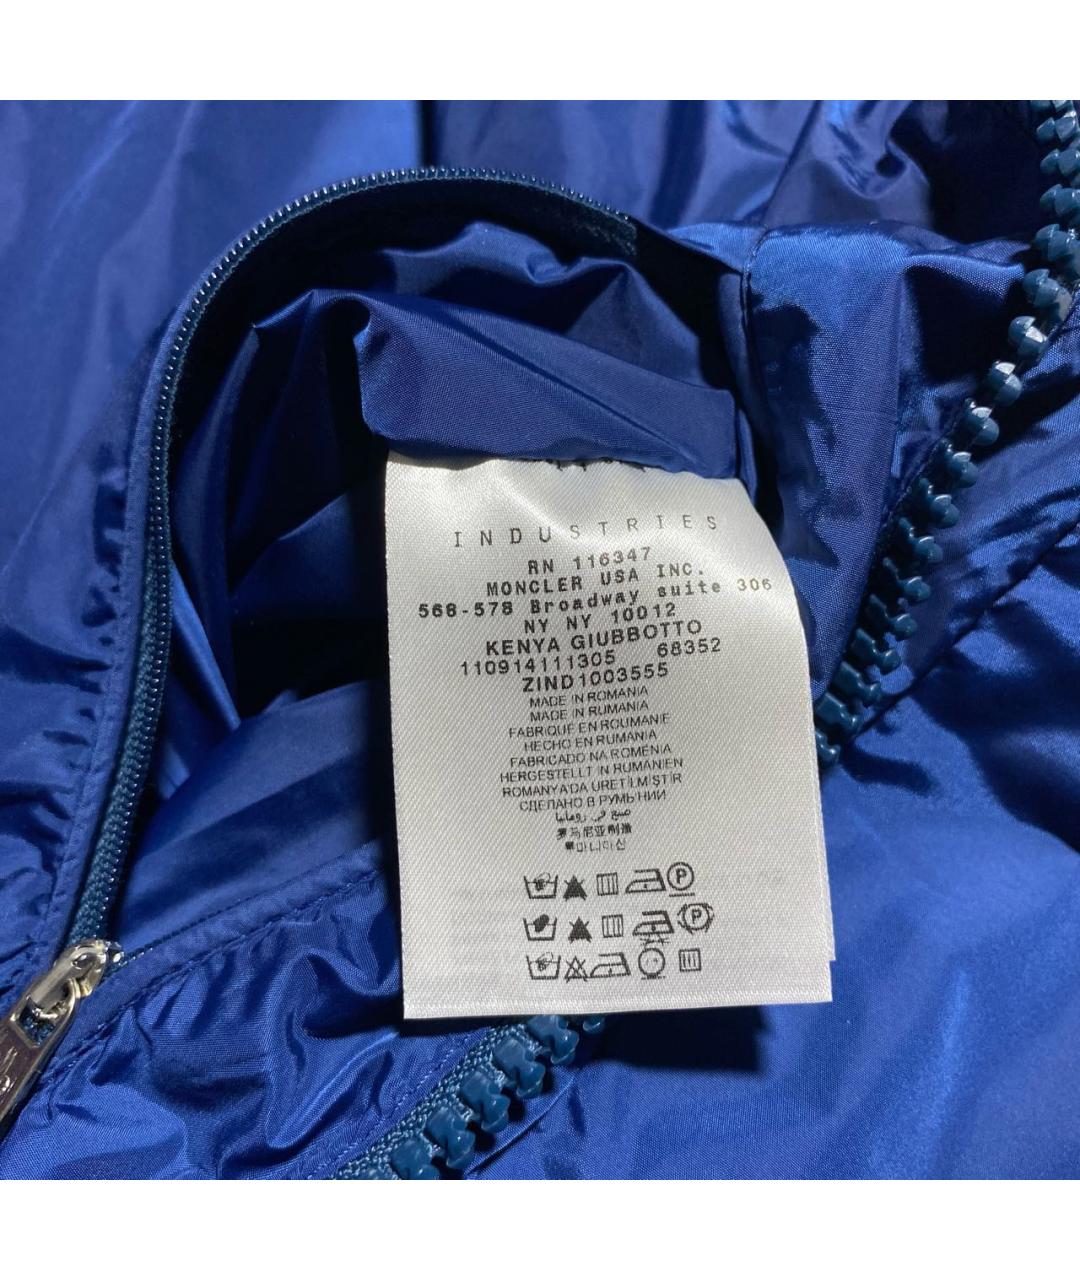 INDUSTRIES
RN 116347
MONCLER USA INC.
568-578 Broadway suite 306
NY NY 10012
KENYA GIUBBOTTO
110914111305 68352
ZIND1003555
MADE IN ROMANIA
MADE IN ROMANIA
FABRIQUE EN ROUMANIE
HECHO EN RUMANIA
FABRICADO NA ROMENIA
HERGESTELLT IN RUMANIEN
ROMANYA'DA URETILMISTIR
СДЕЛАНО В РУМЫНИИ
صنع في رومانيا
罗马尼亚制造
루마니아산
P
P